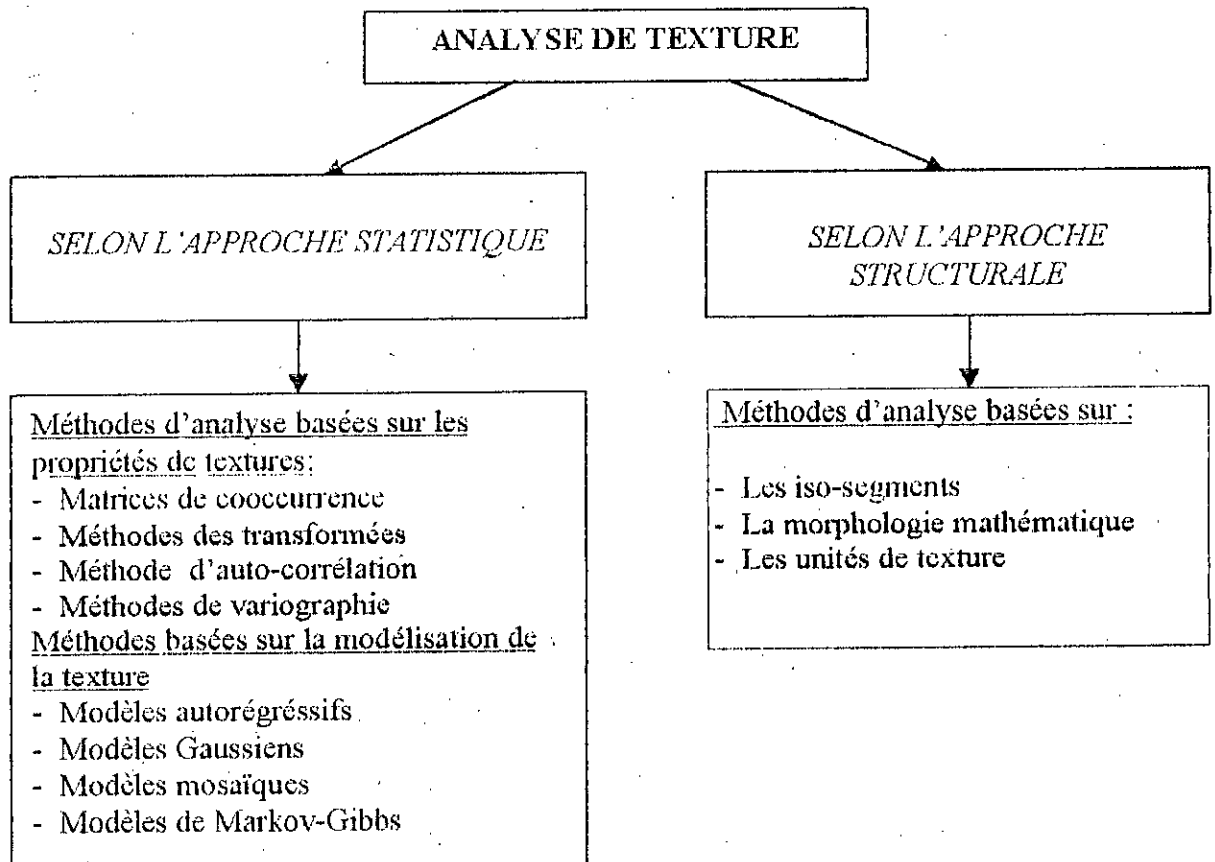 ANALYSE DE TEXTURE
SELON L'APPROCHE STATISTIQUE
SELON L'APPROCHE
STRUCTURALE
Méthodes d'analyse basées sur les
propriétés de textures:
- Matrices de cooccurrence
- Méthodes des transformées
- Méthode d'auto-corrélation
- Méthodes de variographie
Méthodes basées sur la modélisation de
la texture
- Modèles autorégréssifs
- Modèles Gaussiens
- Modèles mosaïques
- Modèles de Markov-Gibbs
Méthodes d'analyse basées sur :
- Les iso-segments
- La morphologie mathématique
- Les unités de texture